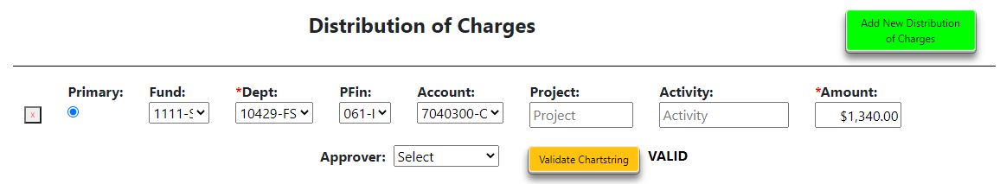 Distribution of Charges
Add New Distribution
of Charges
Primary: Fund: *Dept: PFin: Account: Project: Activity: *Amount:
x 1111-S 10429-FS 061-I 7040300-C Project Activity $1,340.00
Approver: Select Validate Chartstring VALID